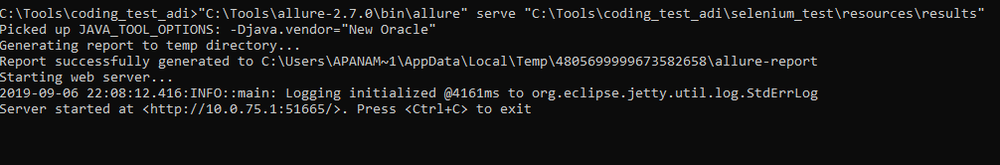 C:\Tools\coding_test_adi>"C:\Tools\allure-2.7.0\bin\allure" serve "C:\Tools\coding_test_adi\selenium_test\resources\results"
Picked up JAVA_TOOL_OPTIONS: -Djava.vendor="New Oracle"
Generating report to temp directory...
Report successfully generated to C:\Users\APANAM~1\AppData\Local\Temp\4805699999673582658\allure-report
Starting web server...
2019-09-06 22:08:12.416:INFO::main: Logging initialized @4161ms to org.eclipse.jetty.util.log.StdErrLog
Server started at <http://10.0.75.1:51665/>. Press <Ctrl+C> to exit